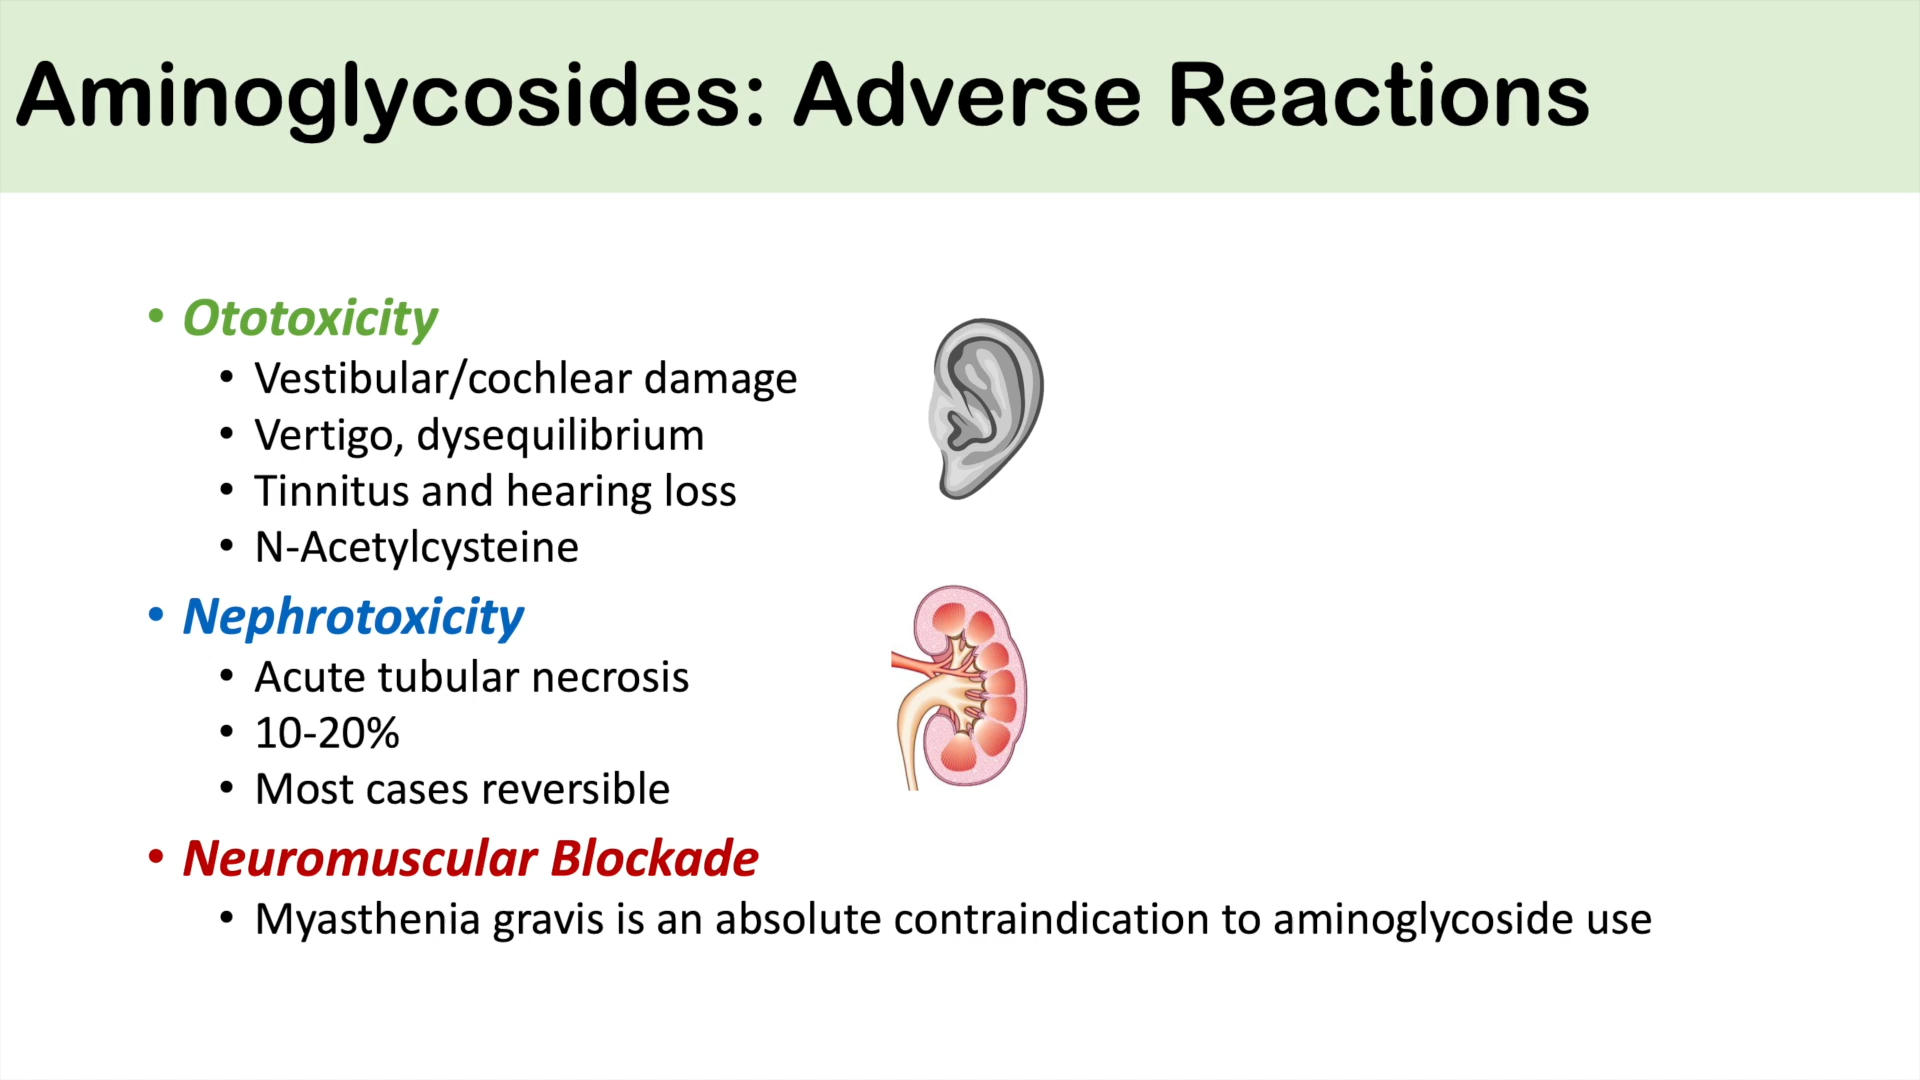 Aminoglycosides: Adverse Reactions
• Ototoxicity
• Vestibular/cochlear damage
• Vertigo, dysequilibrium
• Tinnitus and hearing loss
• N-Acetylcysteine
• Nephrotoxicity
• Acute tubular necrosis
• 10-20%
• Most cases reversible
• Neuromuscular Blockade
• Myasthenia gravis is an absolute contraindication to aminoglycoside use